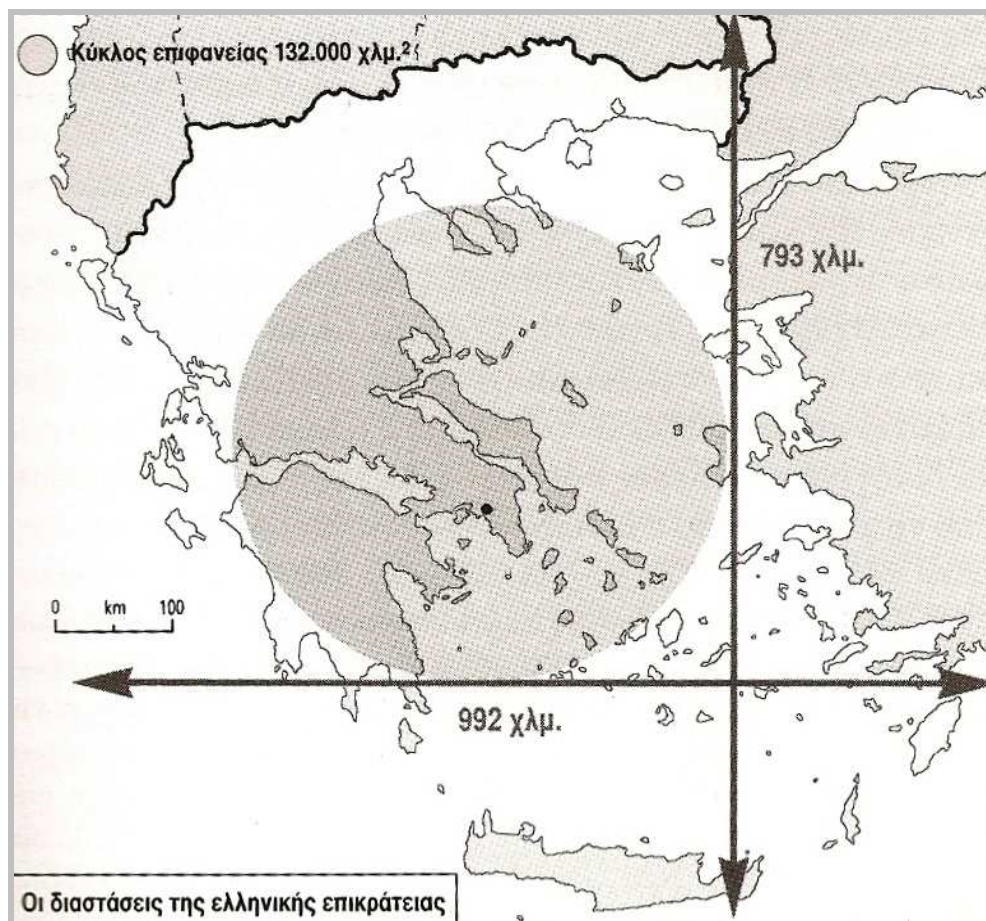 Κύκλος επιφανείας 132.000 χλμ.²
793 χλμ.
0 km 100
992 χλμ.
Οι διαστάσεις της ελληνικής επικράτειας